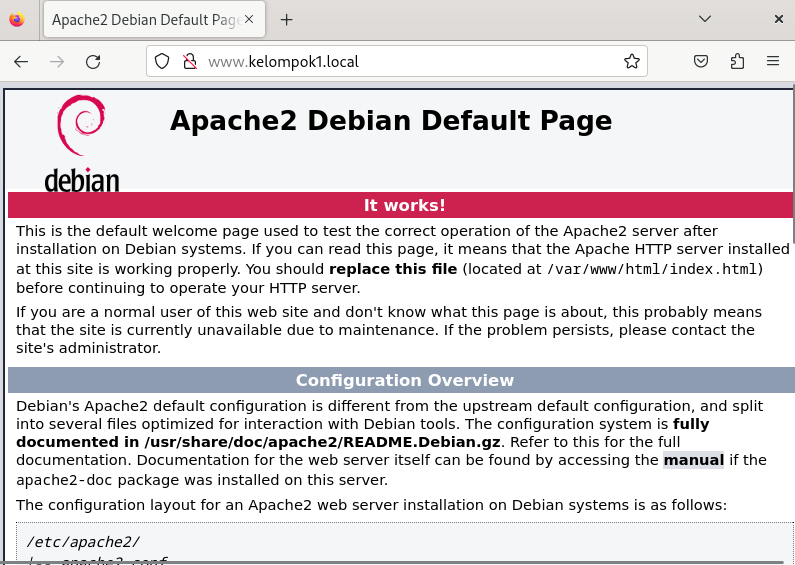 Apache2 Debian Default Page
www.kelompok1.local
debian
Apache2 Debian Default Page
It works!
This is the default welcome page used to test the correct operation of the Apache2 server after
installation on Debian systems. If you can read this page, it means that the Apache HTTP server installed
at this site is working properly. You should replace this file (located at /var/www/html/index.html)
before continuing to operate your HTTP server.
If you are a normal user of this web site and don't know what this page is about, this probably means
that the site is currently unavailable due to maintenance. If the problem persists, please contact the
site's administrator.
Configuration Overview
Debian's Apache2 default configuration is different from the upstream default configuration, and split
into several files optimized for interaction with Debian tools. The configuration system is fully
documented in /usr/share/doc/apache2/README.Debian.gz. Refer to this for the full
documentation. Documentation for the web server itself can be found by accessing the manual if the
apache2-doc package was installed on this server.
The configuration layout for an Apache2 web server installation on Debian systems is as follows:
/etc/apache2/
|-- apache2.conf